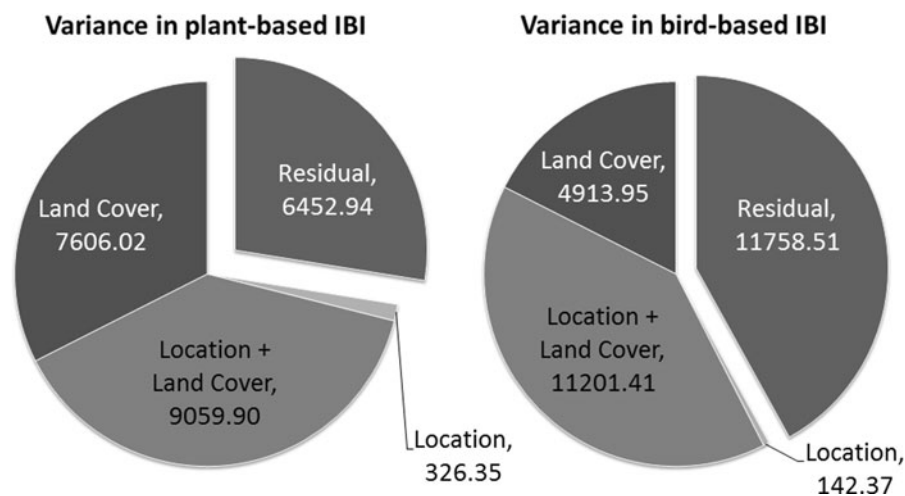 Variance in plant-based IBI
Residual,
6452.94
Land Cover,
7606.02
Location +
Land Cover,
9059.90
Location,
326.35
Variance in bird-based IBI
Land Cover,
4913.95
Residual,
11758.51
Location +
Land Cover,
11201.41
Location,
142.37